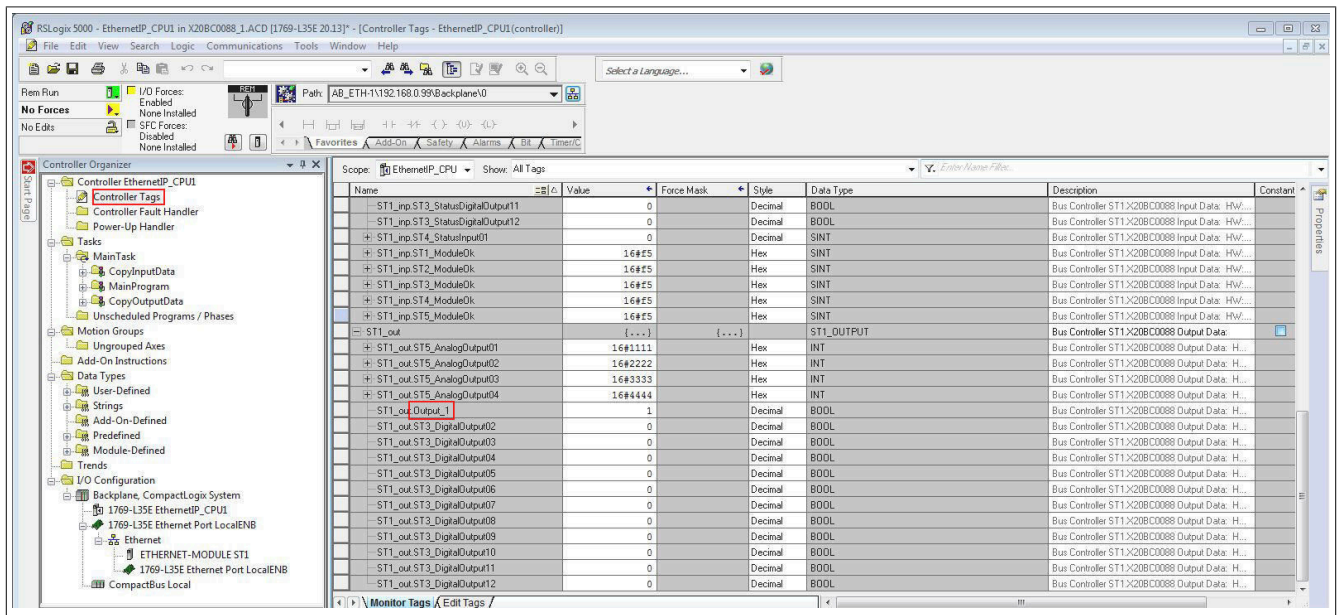 RSLogix 5000 - EthernetIP_CPU1 in X20BC0088_1.ACD [1769-L35E 20.13]* - [Controller Tags - EthernetIP_CPU1(controller)]
File Edit View Search Logic Communications Tools Window Help
Select a Language...
Rem Run
No Forces
No Edits
I/O Forces:
Enabled
None Installed
SFC Forces:
Disabled
None Installed
REM
Path: AB_ETH-1\192.168.0.99\Backplane\0
Favorites Add-On Safety Alarms Bit Timer/C
Start Page
Controller Organizer
Controller EthernetIP_CPU1
Controller Tags
Controller Fault Handler
Power-Up Handler
Tasks
MainTask
CopyInputData
MainProgram
CopyOutputData
Unscheduled Programs / Phases
Motion Groups
Ungrouped Axes
Add-On Instructions
Data Types
User-Defined
Strings
Add-On-Defined
Predefined
Module-Defined
Trends
I/O Configuration
Backplane, CompactLogix System
1769-L35E EthernetIP_CPU1
1769-L35E Ethernet Port LocalENB
Ethernet
ETHERNET-MODULE ST1
1769-L35E Ethernet Port LocalENB
CompactBus Local
Scope: EthernetIP_CPU Show: All Tags
Enter Name Filter...
Name Value Force Mask Style Data Type Description Constant
ST1_inp.ST3_StatusDigitalOutput11 0 Decimal BOOL Bus Controller ST1.X20BC0088 Input Data: HW:...
ST1_inp.ST3_StatusDigitalOutput12 0 Decimal BOOL Bus Controller ST1.X20BC0088 Input Data: HW:...
ST1_inp.ST4_StatusInput01 0 Decimal SINT Bus Controller ST1.X20BC0088 Input Data: HW:...
ST1_inp.ST1_ModuleOk 16#f5 Hex SINT Bus Controller ST1.X20BC0088 Input Data: HW:...
ST1_inp.ST2_ModuleOk 16#f5 Hex SINT Bus Controller ST1.X20BC0088 Input Data: HW:...
ST1_inp.ST3_ModuleOk 16#f5 Hex SINT Bus Controller ST1.X20BC0088 Input Data: HW:...
ST1_inp.ST4_ModuleOk 16#f5 Hex SINT Bus Controller ST1.X20BC0088 Input Data: HW:...
ST1_inp.ST5_ModuleOk 16#f5 Hex SINT Bus Controller ST1.X20BC0088 Input Data: HW:...
ST1_out {...} {...} ST1_OUTPUT Bus Controller ST1.X20BC0088 Output Data:
ST1_out.ST5_AnalogOutput01 16#1111 Hex INT Bus Controller ST1.X20BC0088 Output Data: H...
ST1_out.ST5_AnalogOutput02 16#2222 Hex INT Bus Controller ST1.X20BC0088 Output Data: H...
ST1_out.ST5_AnalogOutput03 16#3333 Hex INT Bus Controller ST1.X20BC0088 Output Data: H...
ST1_out.ST5_AnalogOutput04 16#4444 Hex INT Bus Controller ST1.X20BC0088 Output Data: H...
ST1_out.Output_1 1 Decimal BOOL Bus Controller ST1.X20BC0088 Output Data: H...
ST1_out.ST3_DigitalOutput02 0 Decimal BOOL Bus Controller ST1.X20BC0088 Output Data: H...
ST1_out.ST3_DigitalOutput03 0 Decimal BOOL Bus Controller ST1.X20BC0088 Output Data: H...
ST1_out.ST3_DigitalOutput04 0 Decimal BOOL Bus Controller ST1.X20BC0088 Output Data: H...
ST1_out.ST3_DigitalOutput05 0 Decimal BOOL Bus Controller ST1.X20BC0088 Output Data: H...
ST1_out.ST3_DigitalOutput06 0 Decimal BOOL Bus Controller ST1.X20BC0088 Output Data: H...
ST1_out.ST3_DigitalOutput07 0 Decimal BOOL Bus Controller ST1.X20BC0088 Output Data: H...
ST1_out.ST3_DigitalOutput08 0 Decimal BOOL Bus Controller ST1.X20BC0088 Output Data: H...
ST1_out.ST3_DigitalOutput09 0 Decimal BOOL Bus Controller ST1.X20BC0088 Output Data: H...
ST1_out.ST3_DigitalOutput10 0 Decimal BOOL Bus Controller ST1.X20BC0088 Output Data: H...
ST1_out.ST3_DigitalOutput11 0 Decimal BOOL Bus Controller ST1.X20BC0088 Output Data: H...
ST1_out.ST3_DigitalOutput12 0 Decimal BOOL Bus Controller ST1.X20BC0088 Output Data: H...
Monitor Tags Edit Tags
Properties